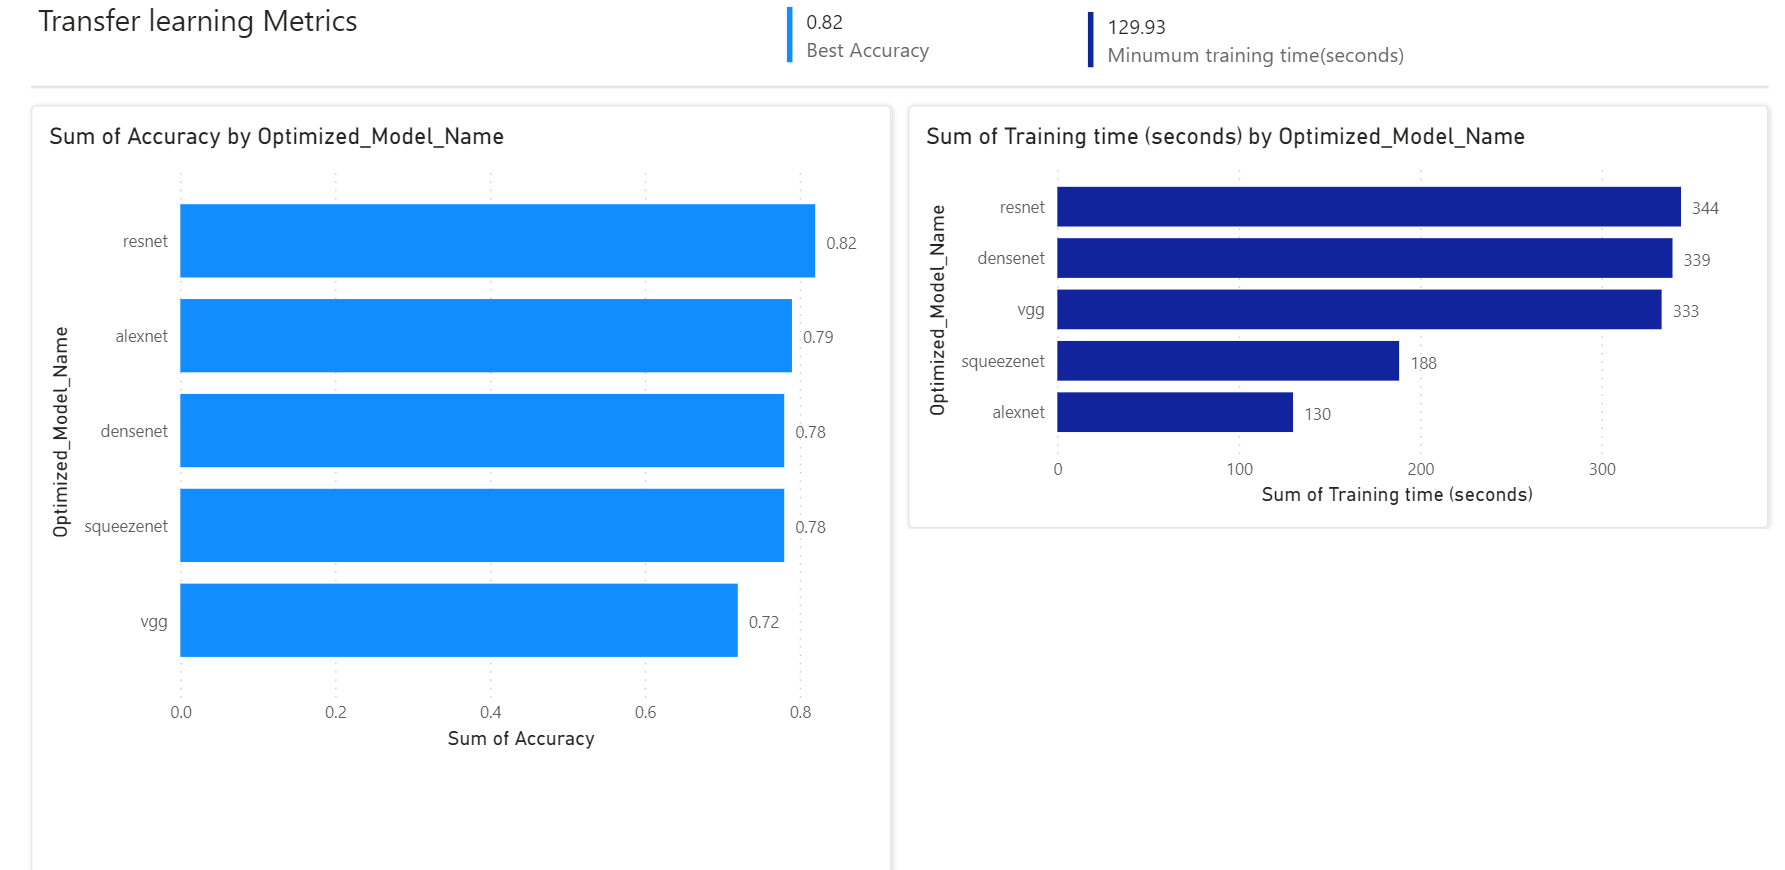 Transfer learning Metrics
0.82
Best Accuracy
129.93
Minumum training time(seconds)
Sum of Accuracy by Optimized_Model_Name
Optimized_Model_Name
resnet
0.82
alexnet
0.79
densenet
0.78
squeezenet
0.78
vgg
0.72
0.0 0.2 0.4 0.6 0.8
Sum of Accuracy
Sum of Training time (seconds) by Optimized_Model_Name
Optimized_Model_Name
resnet
344
densenet
339
vgg
333
squeezenet
188
alexnet
130
0 100 200 300
Sum of Training time (seconds)